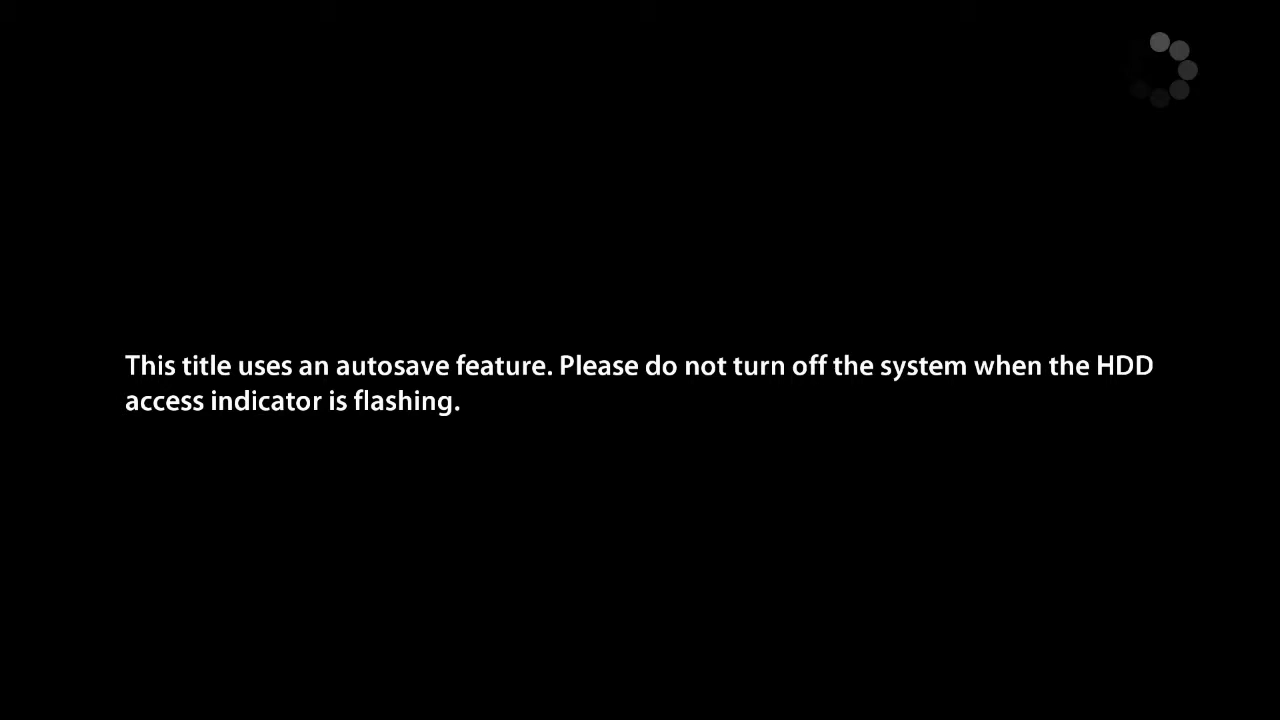 This title uses an autosave feature. Please do not turn off the system when the HDD
access indicator is flashing.